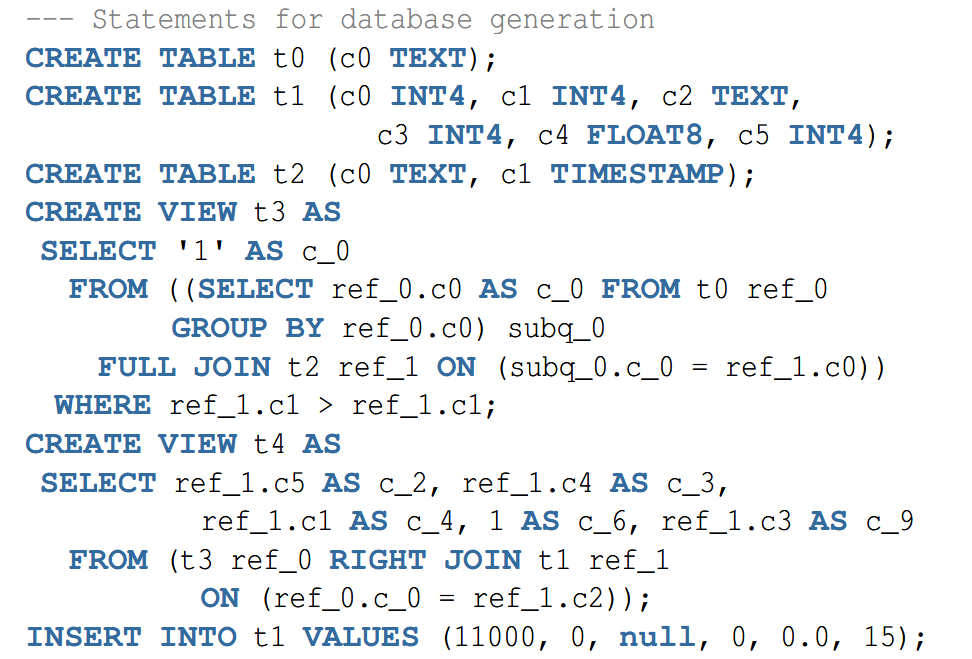 --- Statements for database generation
CREATE TABLE t0 (c0 TEXT);
CREATE TABLE t1 (c0 INT4, c1 INT4, c2 TEXT,
c3 INT4, c4 FLOAT8, c5 INT4);
CREATE TABLE t2 (c0 TEXT, c1 TIMESTAMP);
CREATE VIEW t3 AS
SELECT '1' AS c_0
FROM ((SELECT ref_0.c0 AS c_0 FROM t0 ref_0
GROUP BY ref_0.c0) subq_0
FULL JOIN t2 ref_1 ON (subq_0.c_0 = ref_1.c0))
WHERE ref_1.c1 > ref_1.c1;
CREATE VIEW t4 AS
SELECT ref_1.c5 AS c_2, ref_1.c4 AS c_3,
ref_1.c1 AS c_4, 1 AS c_6, ref_1.c3 AS c_9
FROM (t3 ref_0 RIGHT JOIN t1 ref_1
ON (ref_0.c_0 = ref_1.c2));
INSERT INTO t1 VALUES (11000, 0, null, 0, 0.0, 15);